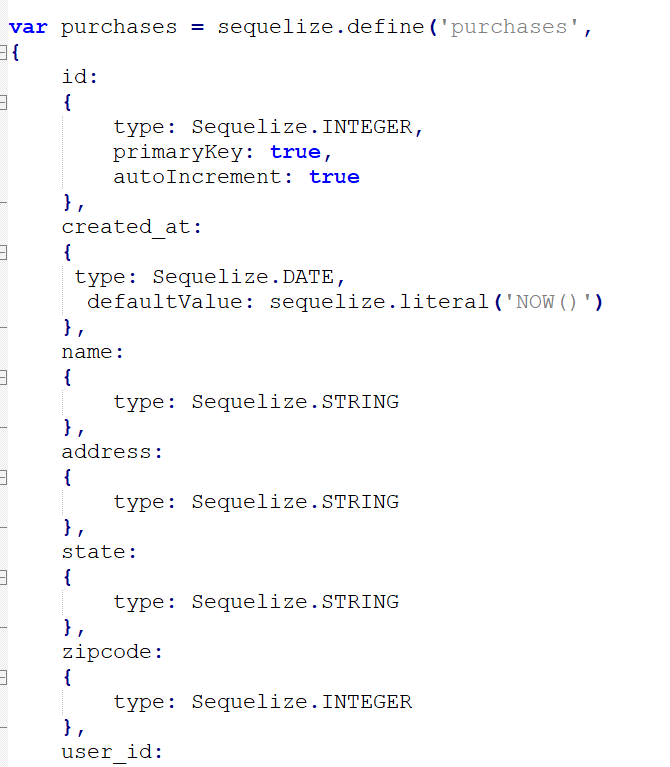 var purchases = sequelize.define('purchases',
{
    id:
    {
        type: Sequelize.INTEGER,
        primaryKey: true,
        autoIncrement: true
    },
    created_at:
    {
     type: Sequelize.DATE,
      defaultValue: sequelize.literal('NOW()')
    },
    name:
    {
        type: Sequelize.STRING
    },
    address:
    {
        type: Sequelize.STRING
    },
    state:
    {
        type: Sequelize.STRING
    },
    zipcode:
    {
        type: Sequelize.INTEGER
    },
    user_id: